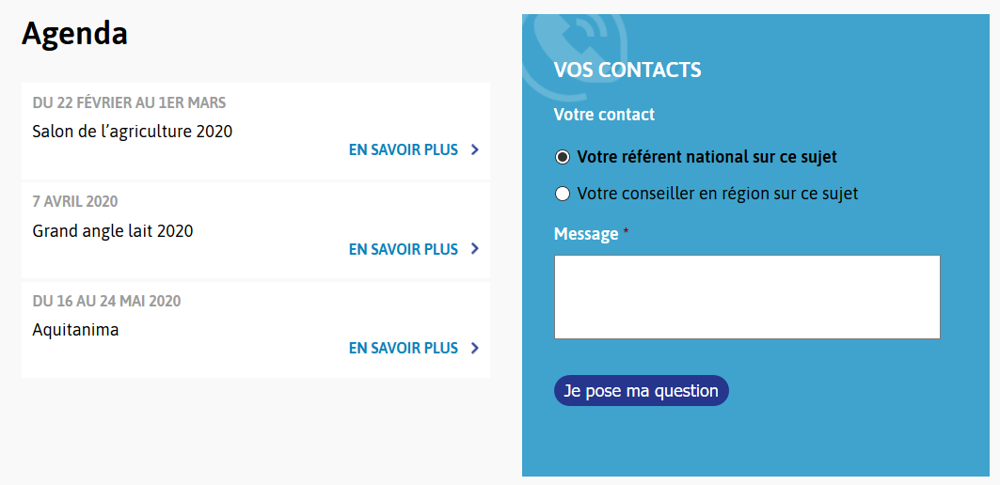 Agenda
DU 22 FÉVRIER AU 1ER MARS
Salon de l’agriculture 2020
EN SAVOIR PLUS
7 AVRIL 2020
Grand angle lait 2020
EN SAVOIR PLUS
DU 16 AU 24 MAI 2020
Aquitanima
EN SAVOIR PLUS
VOS CONTACTS
Votre contact
Votre référent national sur ce sujet
Votre conseiller en région sur ce sujet
Message *
Je pose ma question